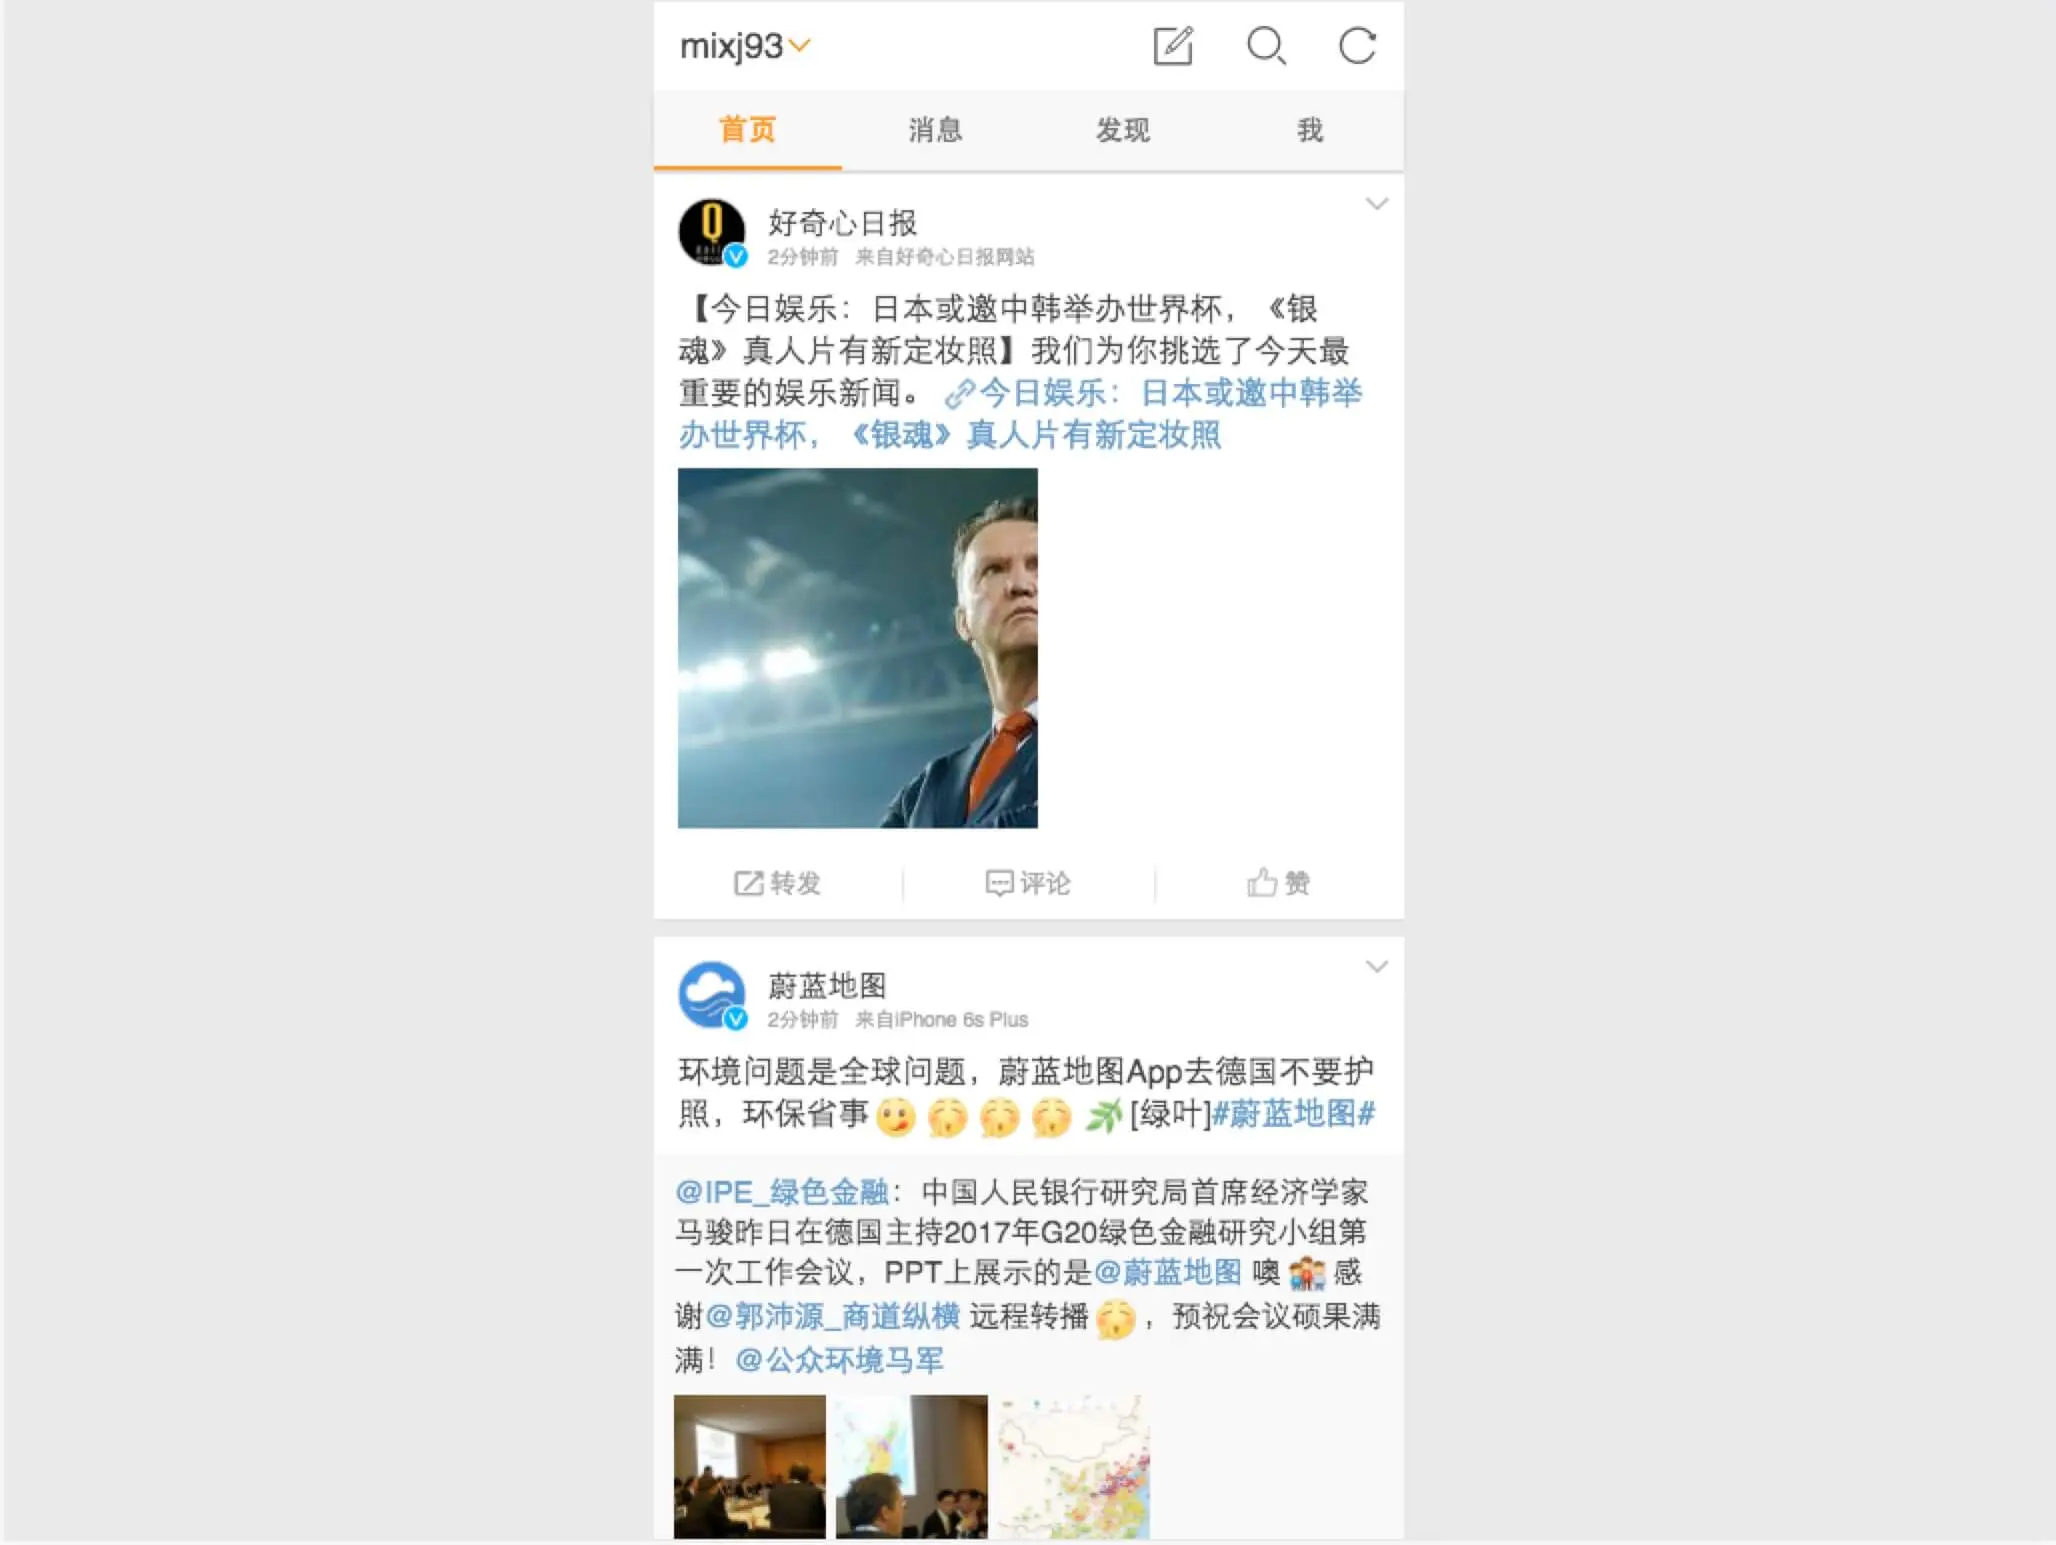 mixj93
首页 消息 发现 我
好奇心日报
2分钟前 来自好奇心日报网站
【今日娱乐：日本或邀中韩举办世界杯，《银
魂》真人片有新定妆照】我们为你挑选了今天最
重要的娱乐新闻。 今日娱乐：日本或邀中韩举
办世界杯，《银魂》真人片有新定妆照
转发 评论 赞
蔚蓝地图
2分钟前 来自iPhone 6s Plus
环境问题是全球问题，蔚蓝地图App去德国不要护
照，环保省事[绿叶]#蔚蓝地图#
@IPE_绿色金融：中国人民银行研究局首席经济学家
马骏昨日在德国主持2017年G20绿色金融研究小组第
一次工作会议，PPT上展示的是@蔚蓝地图 噢 感
谢@郭沛源_商道纵横 远程转播，预祝会议硕果满
满！@公众环境马军